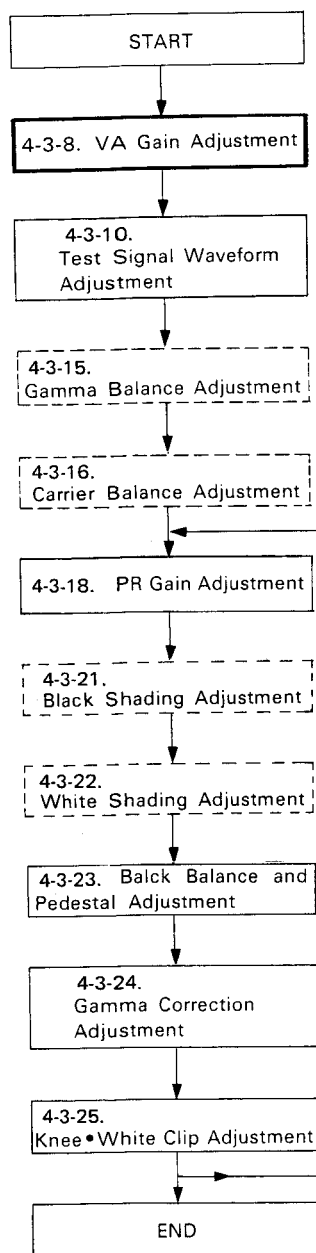 START
4-3-8. VA Gain Adjustment
4-3-10.
Test Signal Waveform
Adjustment
4-3-15.
Gamma Balance Adjustment
4-3-16.
Carrier Balance Adjustment
4-3-18. PR Gain Adjustment
4-3-21.
Black Shading Adjustment
4-3-22.
White Shading Adjustment
4-3-23. Balck Balance and
Pedestal Adjustment
4-3-24.
Gamma Correction
Adjustment
4-3-25.
Knee•White Clip Adjustment
END